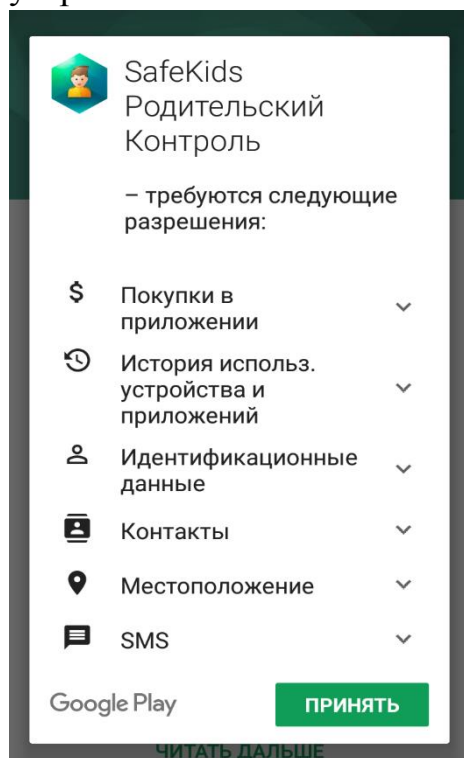 SafeKids
Родительский
Контроль
– требуются следующие
разрешения:
$ Покупки в
приложении
История использ.
устройства и
приложений
Идентификационные
данные
Контакты
Местоположение
SMS
Google Play ПРИНЯТЬ
ЧИТАТЬ ДАЛЬШЕ